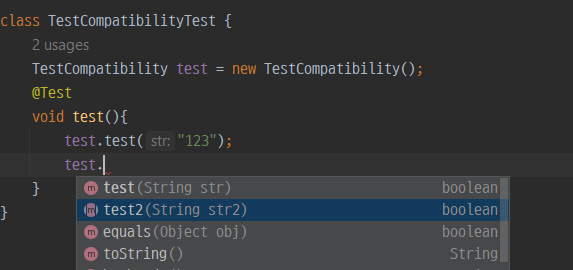 class TestCompatibilityTest {
2 usages
TestCompatibility test = new TestCompatibility();
@Test
void test(){
test.test( str: "123");
test.
m test(String str) boolean
m test2(String str2) boolean
m equals(Object obj) boolean
m toString() String
}
}